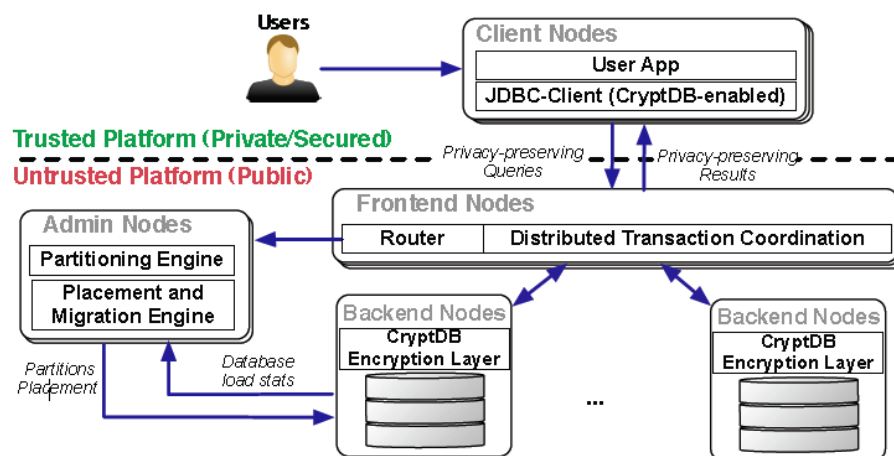 Users
Client Nodes
User App
JDBC-Client (CryptDB-enabled)
Trusted Platform (Private/Secured)
Untrusted Platform (Public)
Privacy-preserving
Queries
Privacy-preserving
Results
Frontend Nodes
Router
Distributed Transaction Coordination
Admin Nodes
Partitioning Engine
Placement and
Migration Engine
Partitions
Placement
Database
load stats
Backend Nodes
CryptDB
Encryption Layer
...
Backend Nodes
CryptDB
Encryption Layer